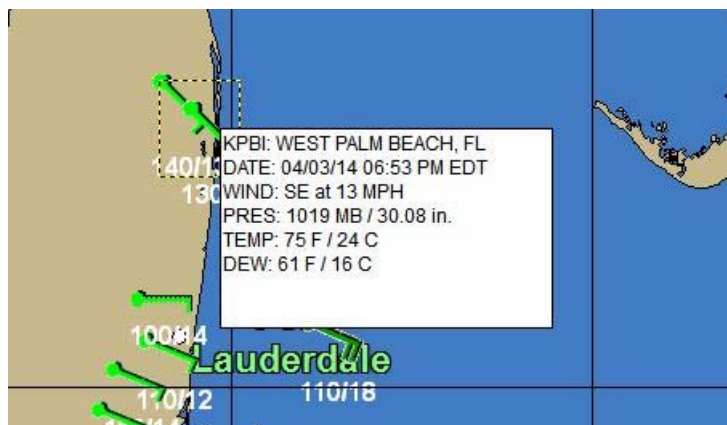 KPBI: WEST PALM BEACH, FL
DATE: 04/03/14 06:53 PM EDT
WIND: SE at 13 MPH
PRES: 1019 MB / 30.08 in.
TEMP: 75 F / 24 C
DEW: 61 F / 16 C
100/14
Lauderdale
110/18
110/12